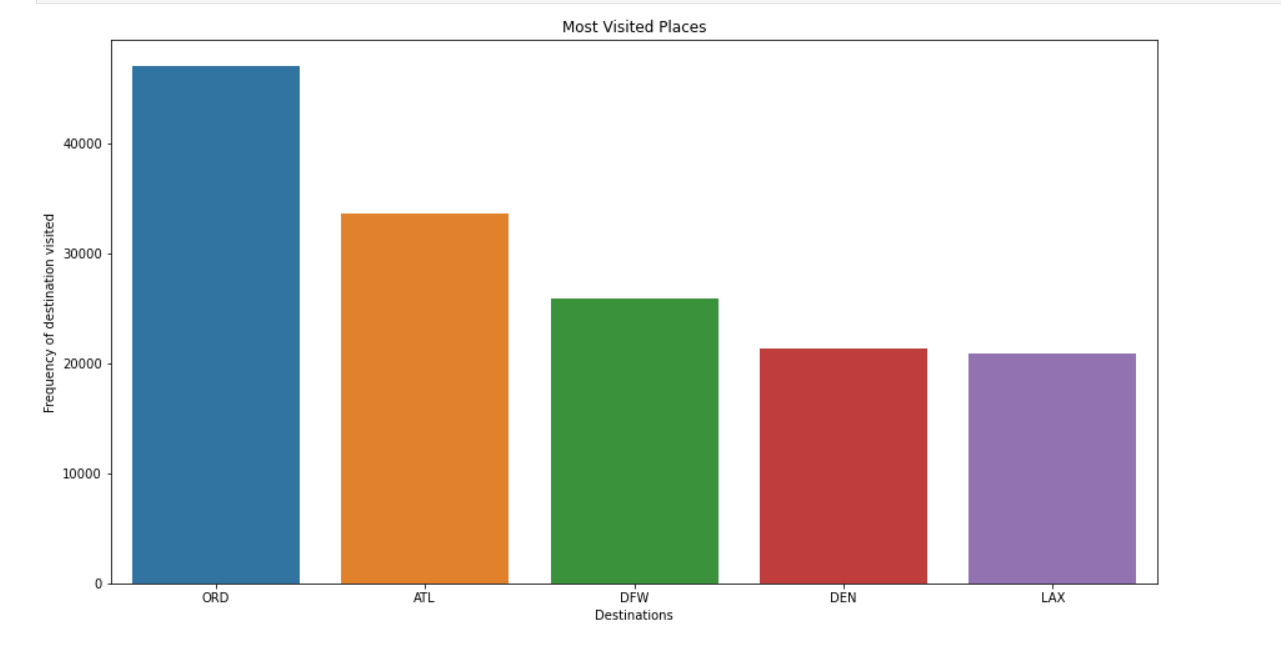 Most Visited Places
Frequency of destination visited
40000
30000
20000
10000
0
ORD ATL DFW DEN LAX
Destinations